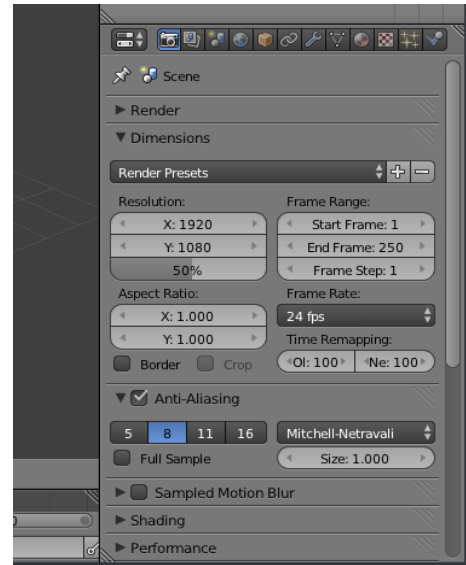 Scene
Render
Dimensions
Render Presets
Resolution:
Frame Range:
X: 1920
Start Frame: 1
Y: 1080
End Frame: 250
50%
Frame Step: 1
Aspect Ratio:
Frame Rate:
X: 1.000
24 fps
Y: 1.000
Time Remapping:
Border
Crop
Ol: 100
Ne: 100
Anti-Aliasing
5 8 11 16
Mitchell-Netravali
Full Sample
Size: 1.000
Sampled Motion Blur
Shading
Performance